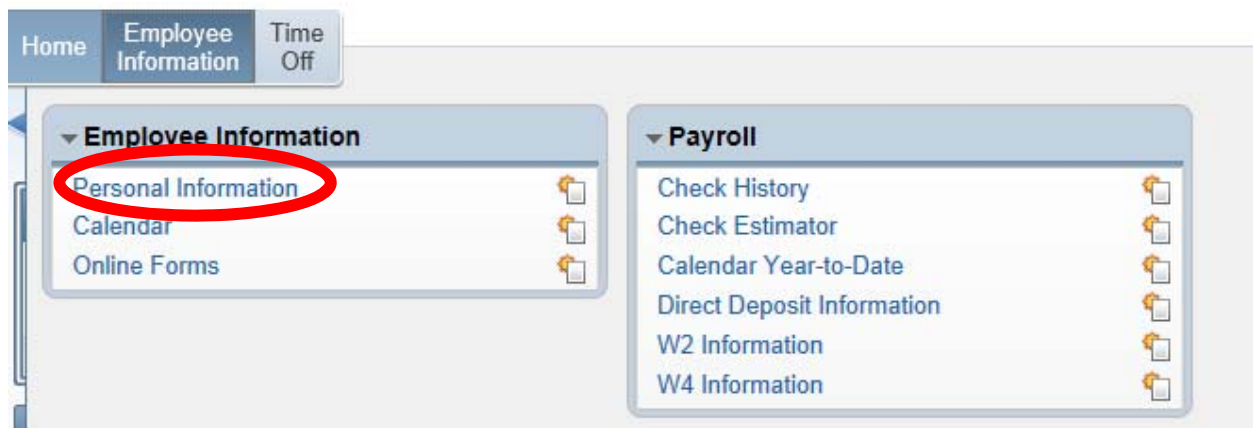 Home
Employee
Information
Time
Off
Employee Information
Personal Information
Calendar
Online Forms
Payroll
Check History
Check Estimator
Calendar Year-to-Date
Direct Deposit Information
W2 Information
W4 Information